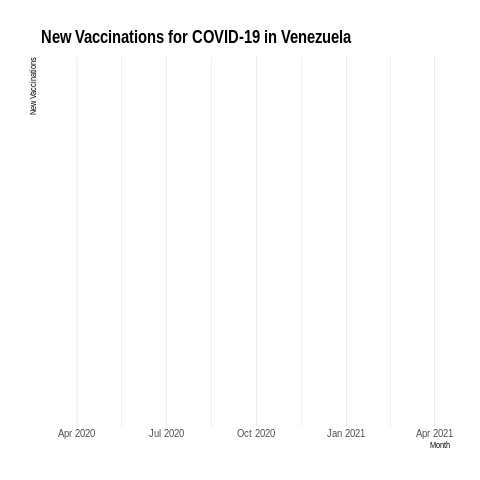 New Vaccinations for COVID-19 in Venezuela
New Vaccinations
Apr 2020 Jul 2020 Oct 2020 Jan 2021 Apr 2021
Month